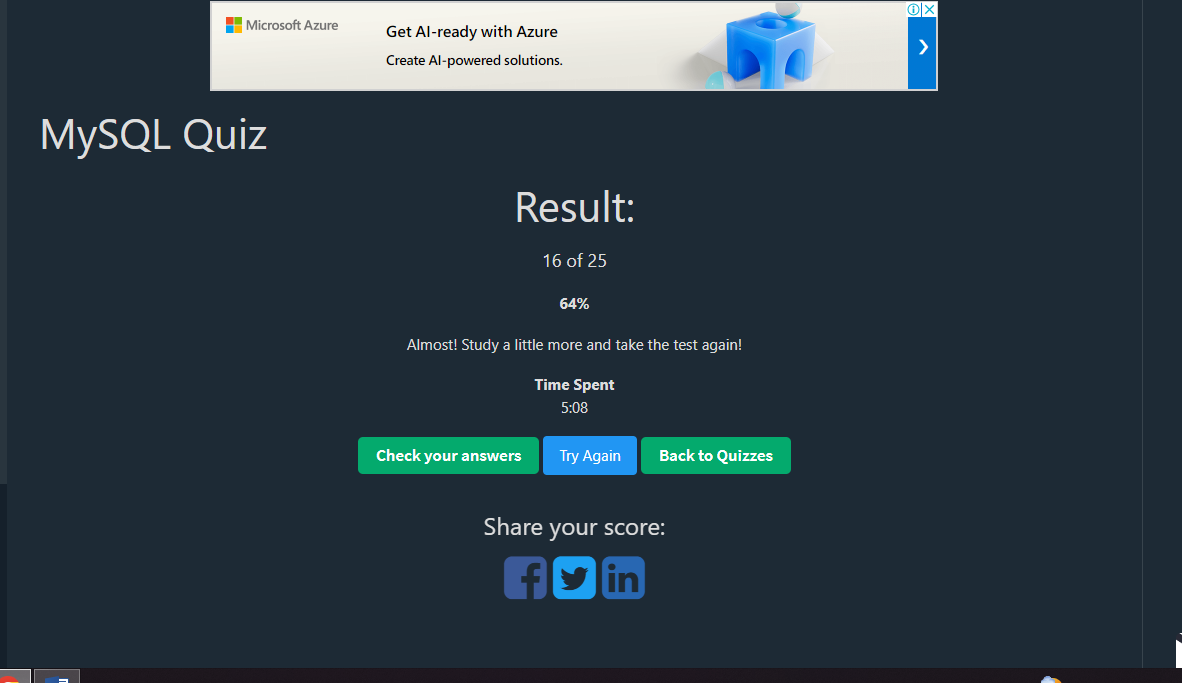 Microsoft Azure
Get AI-ready with Azure
Create AI-powered solutions.
MySQL Quiz
Result:
16 of 25
64%
Almost! Study a little more and take the test again!
Time Spent
5:08
Check your answers
Try Again
Back to Quizzes
Share your score: